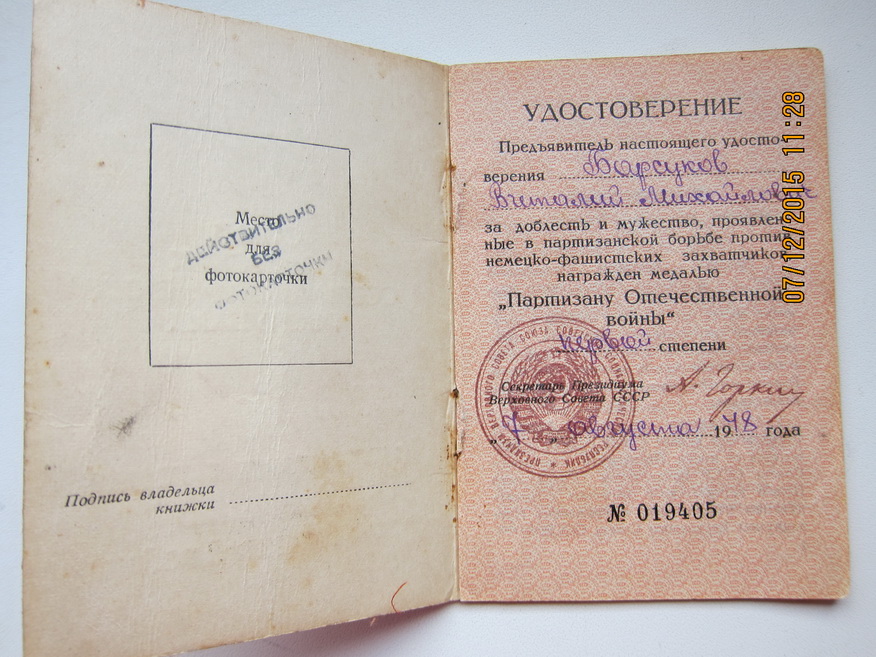 Место
для
фотокарточки
действительно
без
фотокарточки
Подпись владельца
книжки
УДОСТОВЕРЕНИЕ
Предъявитель настоящего удосто-
верения Барсуков
Виталий Михайлович
за доблесть и мужество, проявлен-
ные в партизанской борьбе против
немецко-фашистских захватчиков
награжден медалью
„Партизану Отечественной
войны“
первой степени
Секретарь Президиума
Верховного Совета СССР
А. Горкин
„7“ августа 1948 года
№ 019405
07/12/2015 11:28